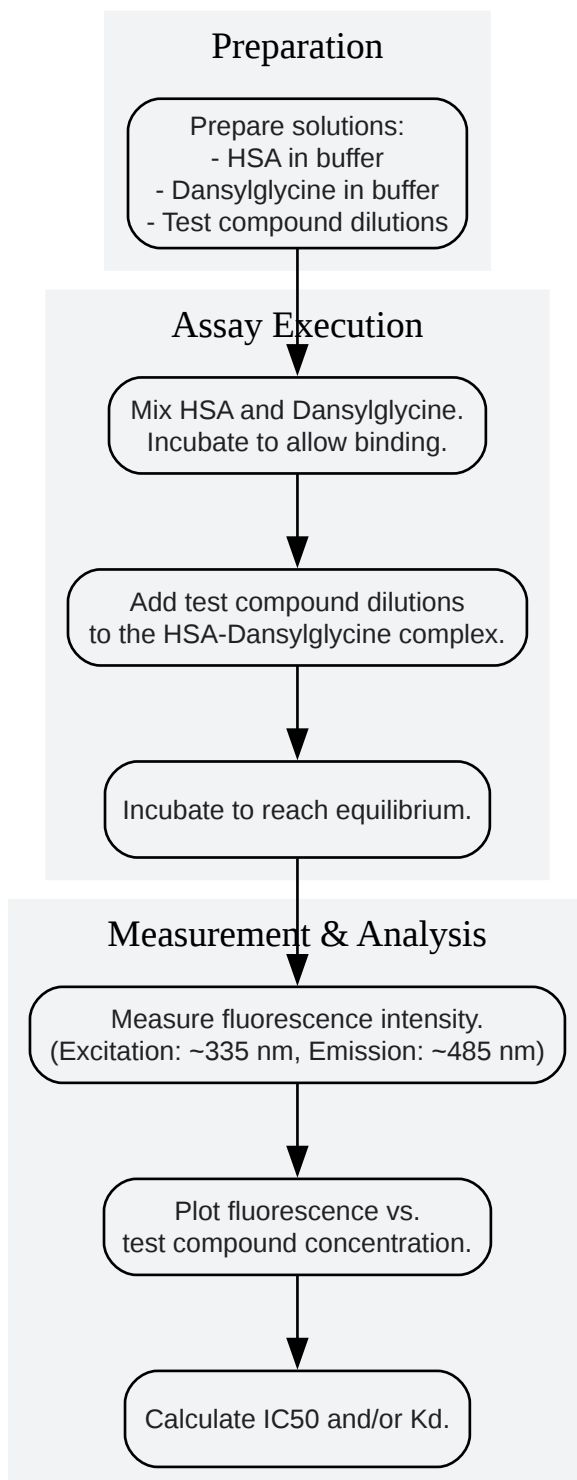 Preparation
Prepare solutions:
- HSA in buffer
- Dansylglycine in buffer
- Test compound dilutions
Assay Execution
Mix HSA and Dansylglycine.
Incubate to allow binding.
Add test compound dilutions
to the HSA-Dansylglycine complex.
Incubate to reach equilibrium.
Measurement & Analysis
Measure fluorescence intensity.
(Excitation: ~335 nm, Emission: ~485 nm)
Plot fluorescence vs.
test compound concentration.
Calculate IC50 and/or Kd.